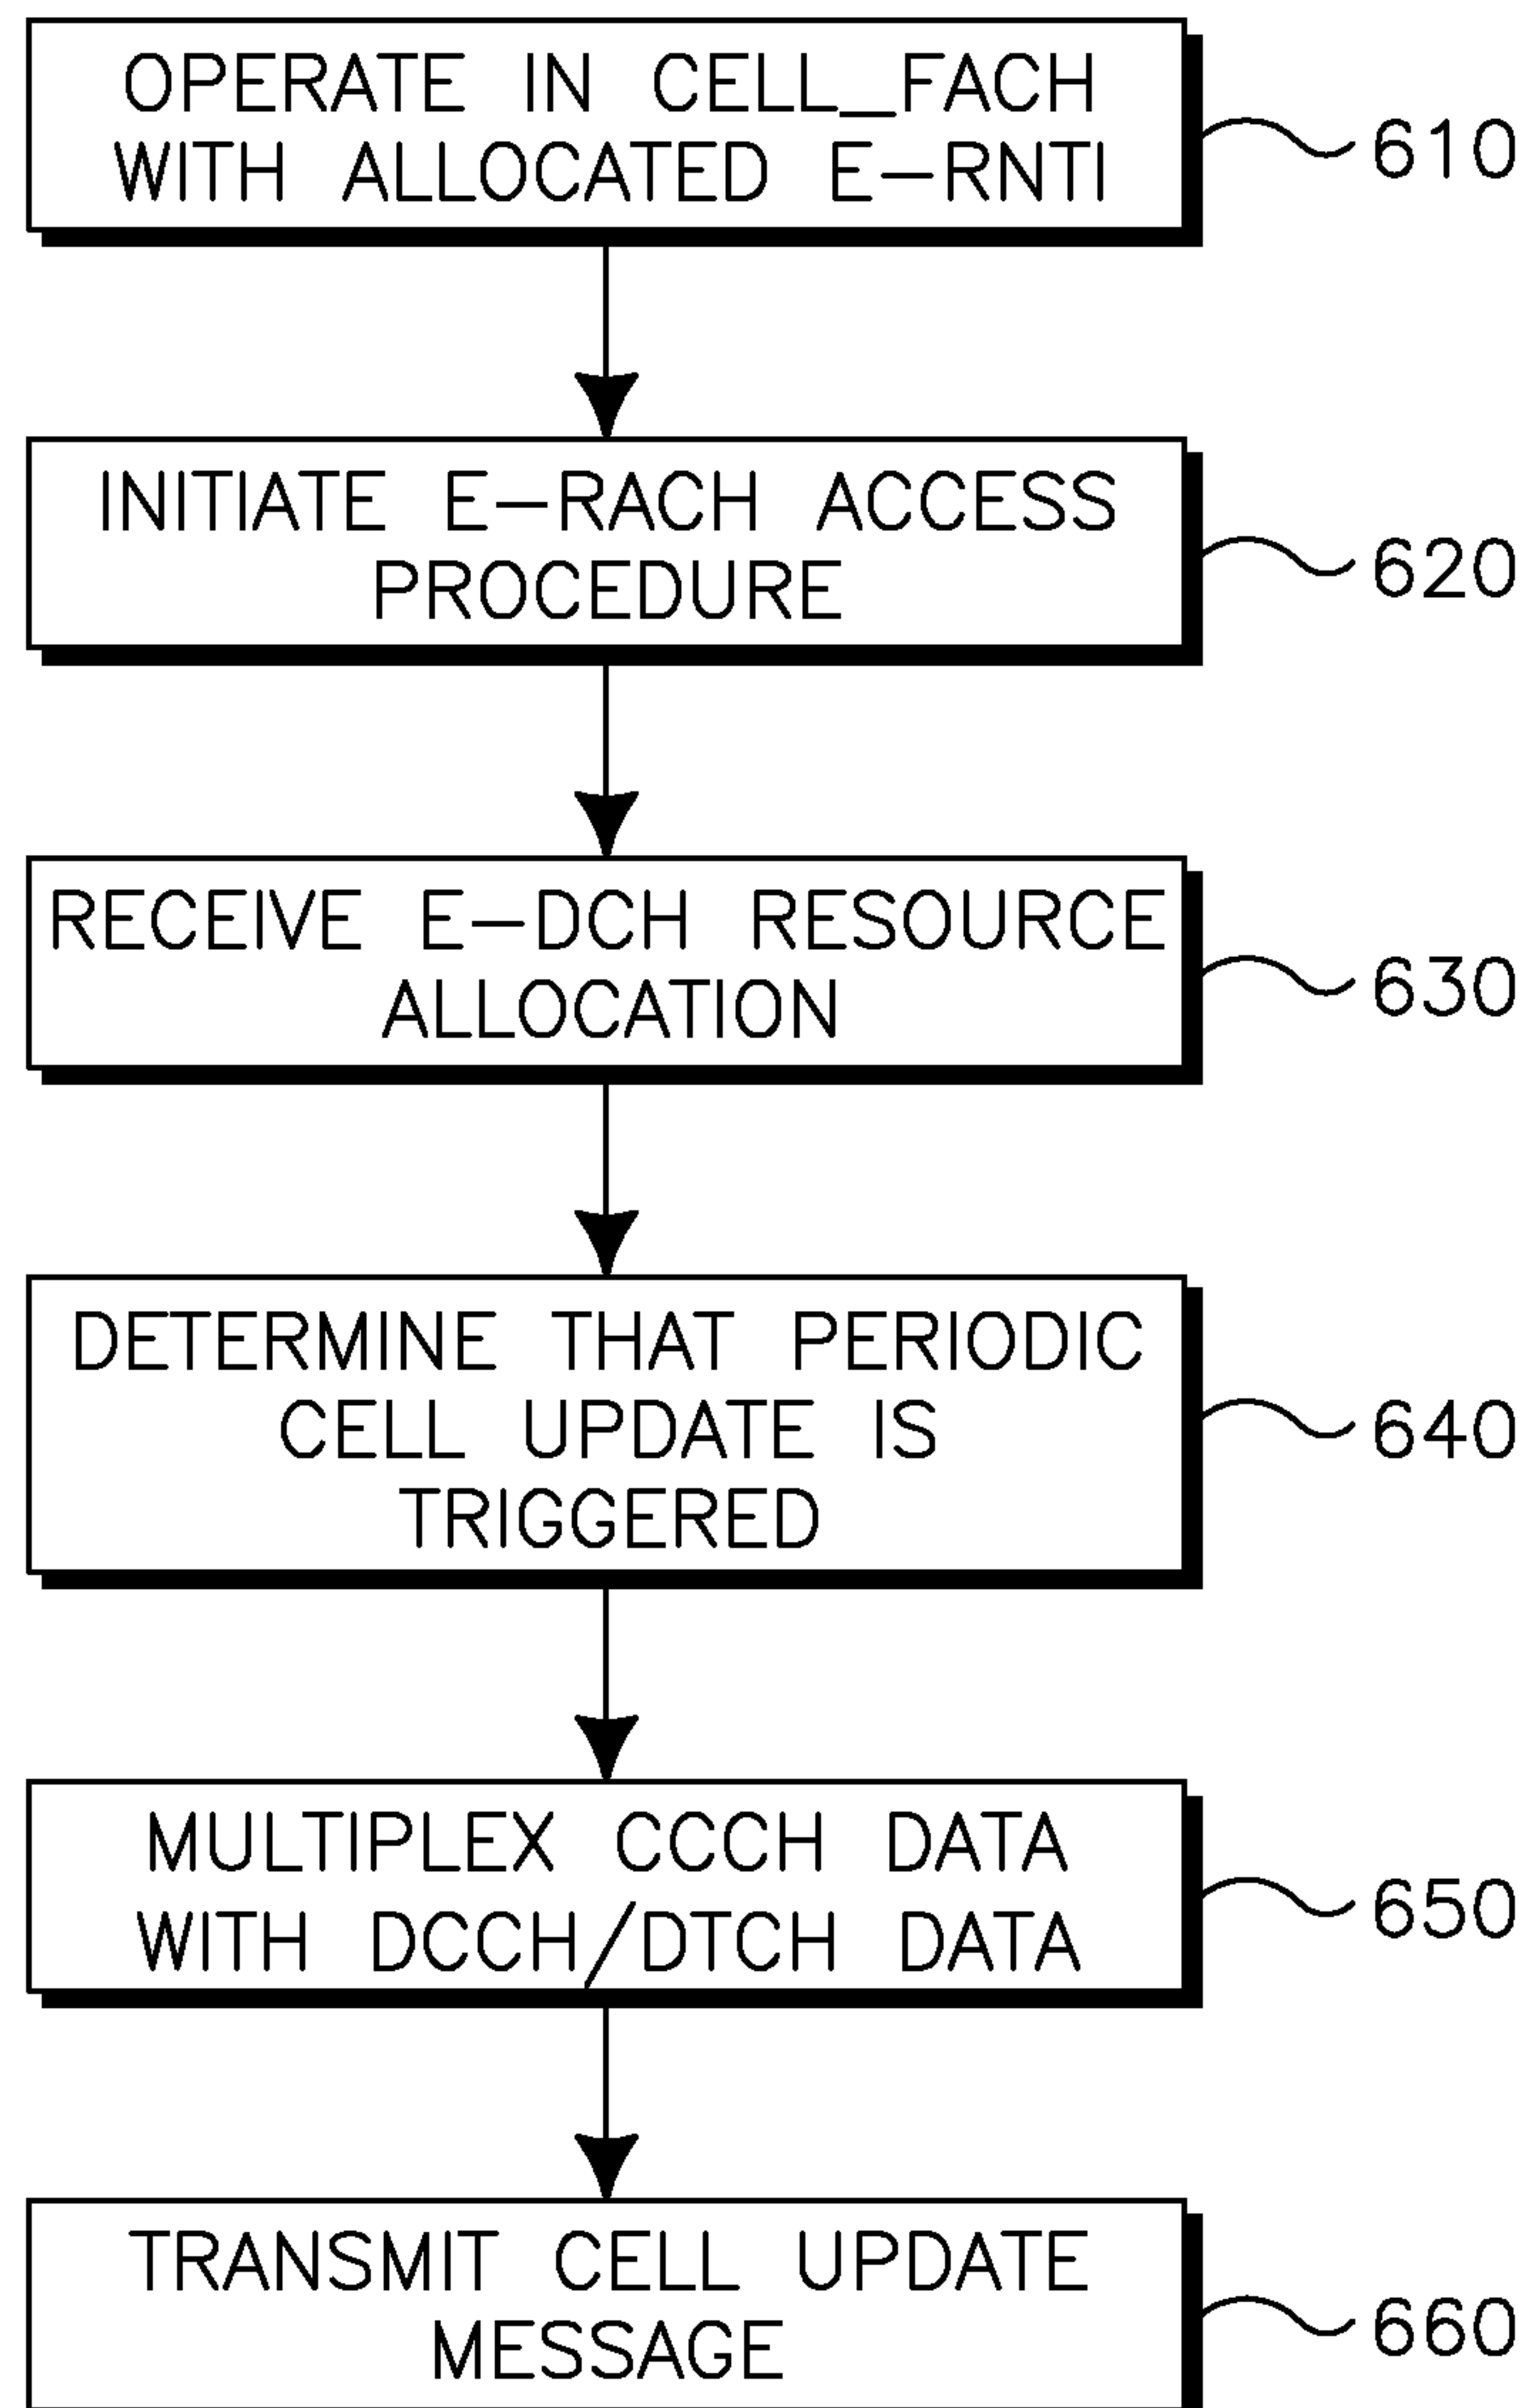 OPERATE IN CELL_FACH
WITH ALLOCATED E-RNTI
610
INITIATE E-RACH ACCESS
PROCEDURE
620
RECEIVE E-DCH RESOURCE
ALLOCATION
630
DETERMINE THAT PERIODIC
CELL UPDATE IS
TRIGGERED
640
MULTIPLEX CCCH DATA
WITH DCCH/DTCH DATA
650
TRANSMIT CELL UPDATE
MESSAGE
660